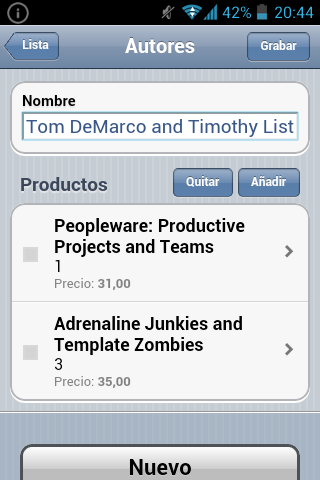 42% 20:44
Lista Autores Grabar
Nombre
Tom DeMarco and Timothy List
Productos Quitar Añadir
Peopleware: Productive
Projects and Teams
1
Precio: 31,00
Adrenaline Junkies and
Template Zombies
3
Precio: 35,00
Nuevo